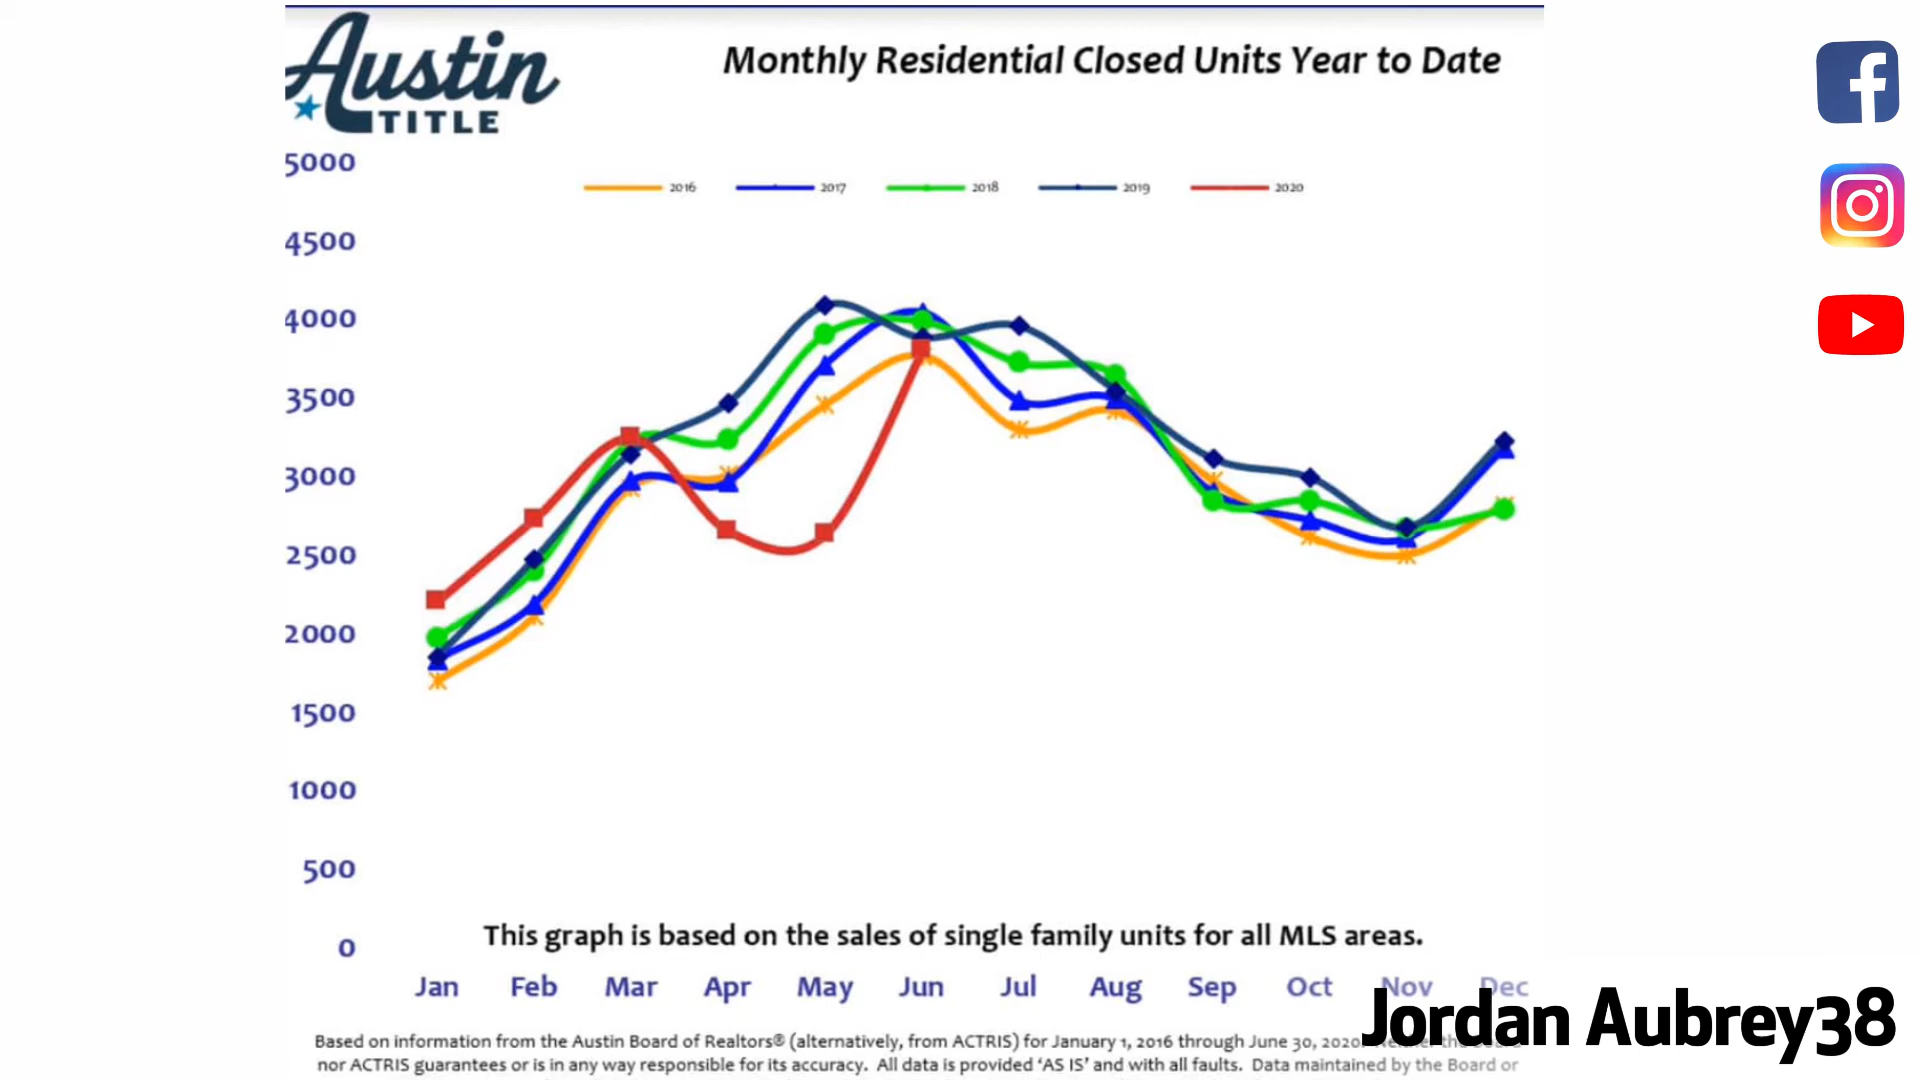 Austin
TITLE
Monthly Residential Closed Units Year to Date
5000
2016 2017 2018 2019 2020
4500
4000
3500
3000
2500
2000
1500
1000
500
0
This graph is based on the sales of single family units for all MLS areas.
Jan Feb Mar Apr May Jun Jul Aug Sep Oct Nov Dec
Jordan Aubrey38
Based on information from the Austin Board of Realtors® (alternatively, from ACTRIS) for January 1, 2016 through June 30, 2020. Neither the Board
nor ACTRIS guarantees or is in any way responsible for its accuracy. All data is provided ‘AS IS’ and with all faults. Data maintained by the Board or